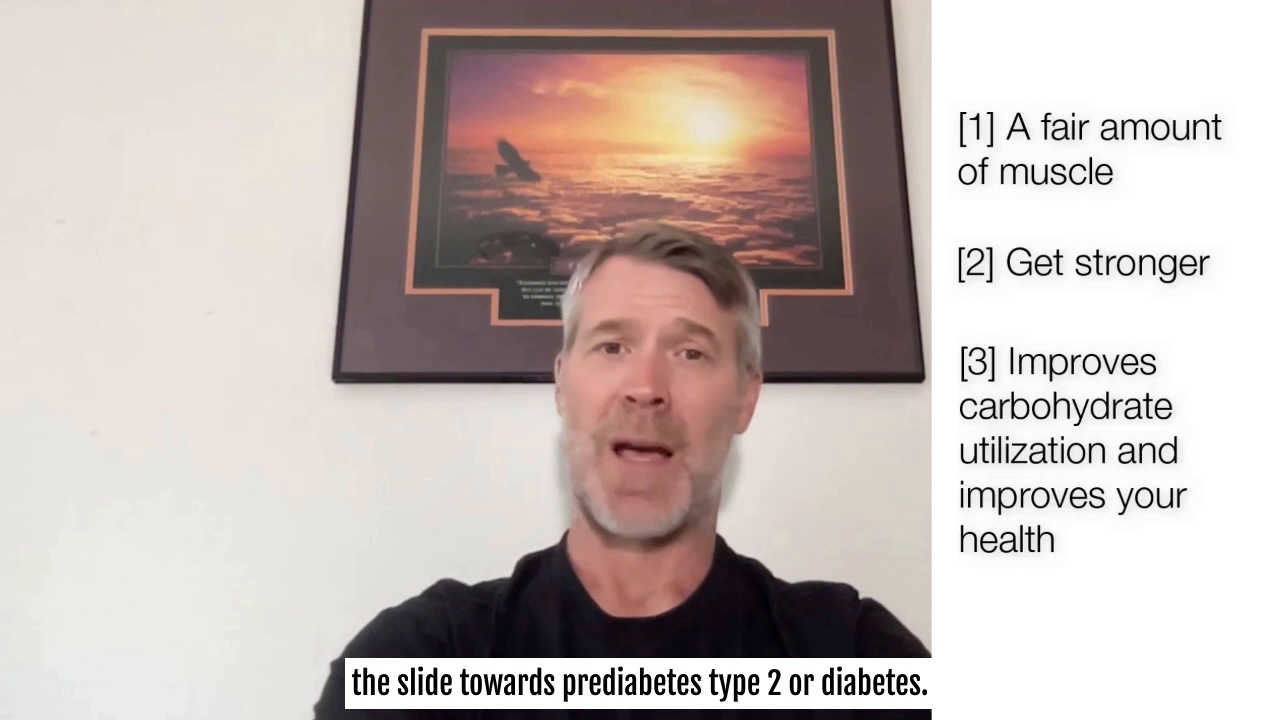 [1] A fair amount
of muscle
[2] Get stronger
[3] Improves
carbohydrate
utilization and
improves your
health
the slide towards prediabetes type 2 or diabetes.